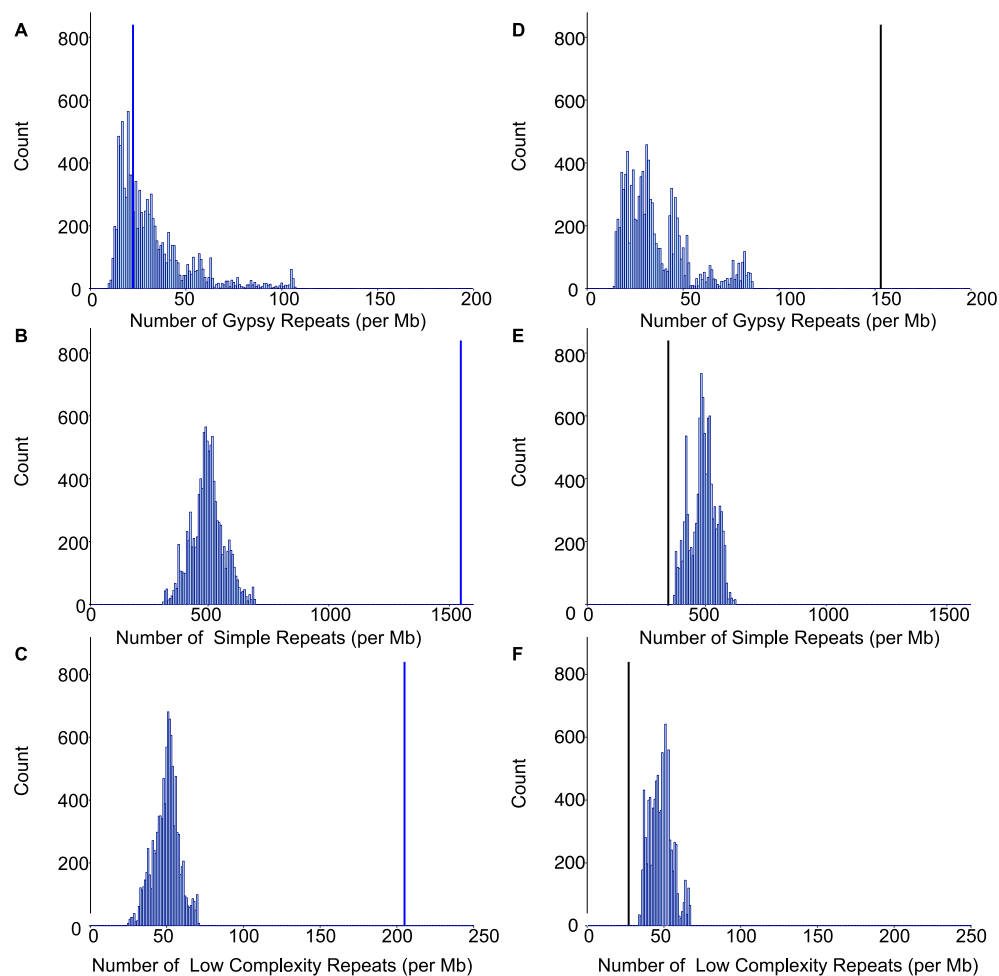 A
800
600
400
200
0
Count
0 50 100 150 200
Number of Gypsy Repeats (per Mb)
D
800
600
400
200
0
Count
0 50 100 150 200
Number of Gypsy Repeats (per Mb)
B
800
600
400
200
0
Count
0 500 1000 1500
Number of Simple Repeats (per Mb)
E
800
600
400
200
0
Count
0 500 1000 1500
Number of Simple Repeats (per Mb)
C
800
600
400
200
0
Count
0 50 100 150 200 250
Number of Low Complexity Repeats (per Mb)
F
800
600
400
200
0
Count
0 50 100 150 200 250
Number of Low Complexity Repeats (per Mb)